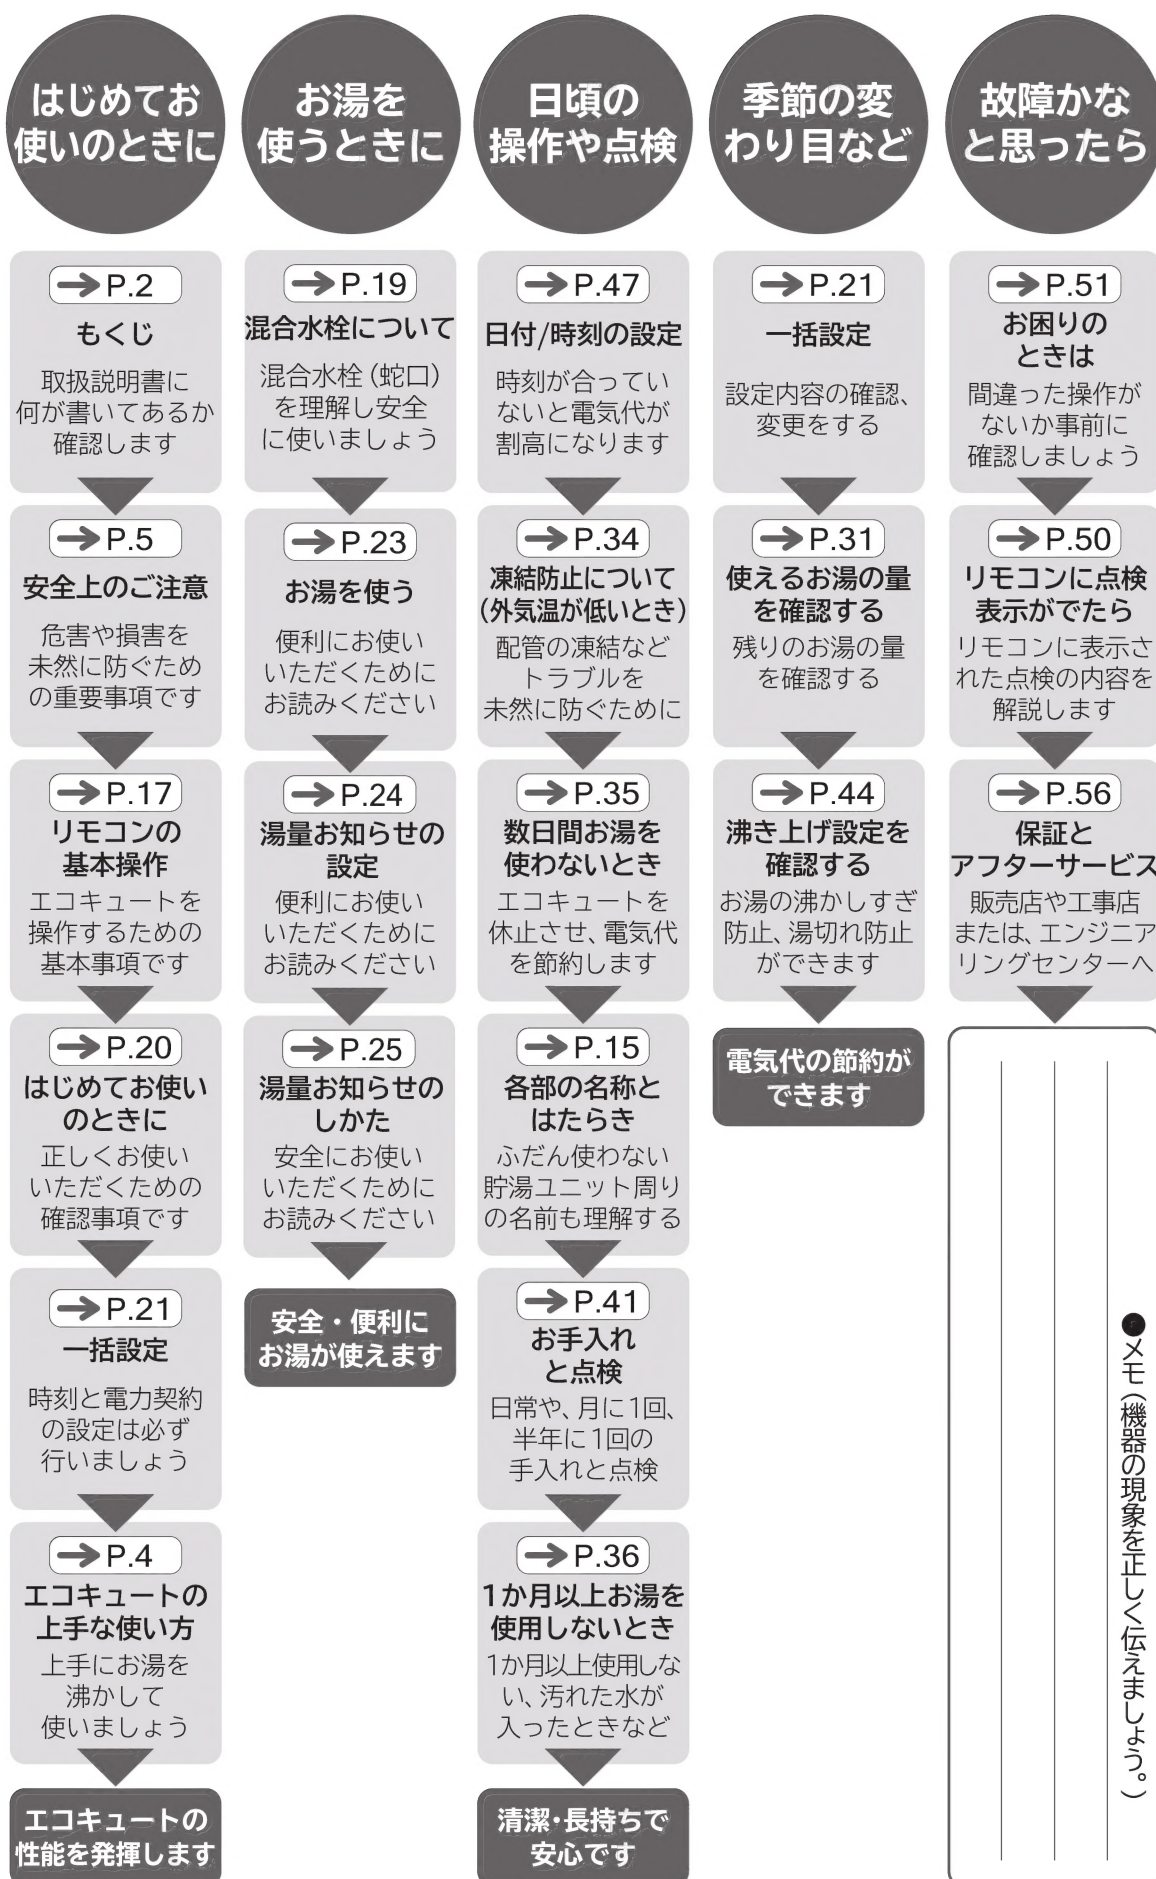 はじめてお
使いのときに
→P.2
もくじ
取扱説明書に
何が書いてあるか
確認します
→P.5
安全上のご注意
危害や損害を
未然に防ぐため
の重要事項です
→P.17
リモコンの
基本操作
エコキュートを
操作するための
基本事項です
→P.20
はじめてお使い
のときに
正しくお使い
いただくための
確認事項です
→P.21
一括設定
時刻と電力契約
の設定は必ず
行いましょう
→P.4
エコキュートの
上手な使い方
上手にお湯を
沸かして
使いましょう
エコキュートの
性能を発揮します
お湯を
使うときに
→P.19
混合水栓について
混合水栓(蛇口)
を理解し安全
に使いましょう
→P.23
お湯を使う
便利にお使い
いただくために
お読みください
→P.24
湯量お知らせの
設定
便利にお使い
いただくために
お読みください
→P.25
湯量お知らせの
しかた
安全にお使い
いただくために
お読みください
安全・便利に
お湯が使えます
日頃の
操作や点検
→P.47
日付/時刻の設定
時刻が合ってい
ないと電気代が
割高になります
→P.34
凍結防止について
(外気温が低いとき)
配管の凍結など
トラブルを
未然に防ぐために
→P.35
数日間お湯を
使わないとき
エコキュートを
休止させ、電気代
を節約します
→P.15
各部の名称と
はたらき
ふだん使わない
貯湯ユニット周り
の名前も理解する
→P.41
お手入れ
と点検
日常や、月に1回、
半年に1回の
手入れと点検
→P.36
1か月以上お湯を
使用しないとき
1か月以上使用しな
い、汚れた水が
入ったときなど
清潔・長持ちで
安心です
季節の変
わり目など
→P.21
一括設定
設定内容の確認、
変更をする
→P.31
使えるお湯の量
を確認する
残りのお湯の量
を確認する
→P.44
沸き上げ設定を
確認する
お湯の沸かしすぎ
防止、湯切れ防止
ができます
電気代の節約が
できます
故障かな
と思ったら
→P.51
お困りの
ときは
間違った操作が
ないか事前に
確認しましょう
→P.50
リモコンに点検
表示がでたら
リモコンに表示さ
れた点検の内容を
解説します
→P.56
保証と
アフターサービス
販売店や工事店
または、エンジニア
リングセンターへ
●メモ(機器の現象を正しく伝えましょう。)